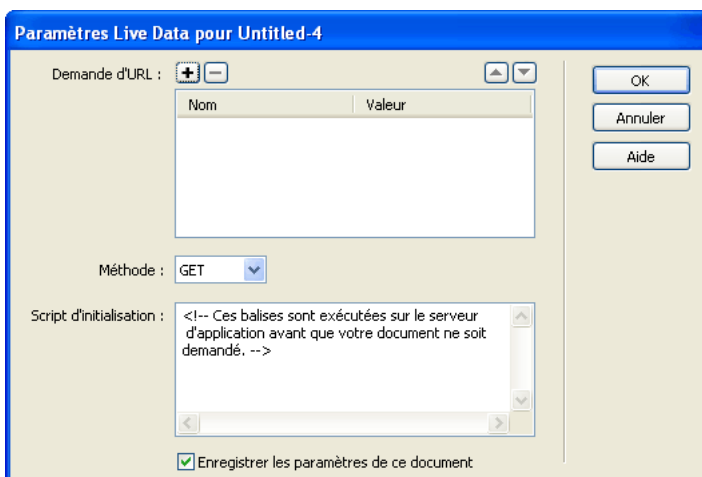 Paramètres Live Data pour Untitled-4
Demande d'URL :
Nom Valeur
OK
Annuler
Aide
Méthode : GET
Script d'initialisation : <!-- Ces balises sont exécutées sur le serveur
d'application avant que votre document ne soit
demandé. -->
Enregistrer les paramètres de ce document